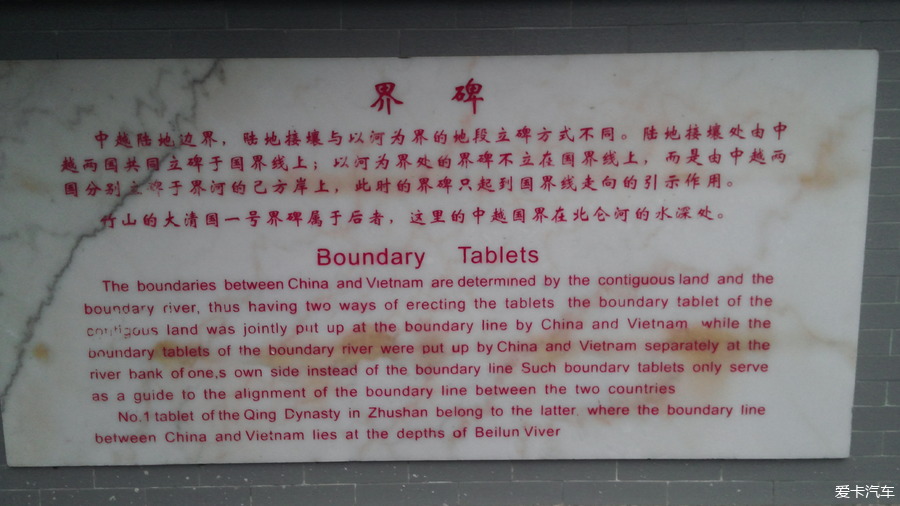 界 碑
中越陆地边界，陆地接壤与以河为界的地段立碑方式不同。陆地接壤处由中
越两国共同立碑于国界线上；以河为界处的界碑不立在国界线上，而是由中越两
国分别立碑于界河的己方岸上，此时的界碑只起到国界线走向的引示作用。
竹山的大清国一号界碑属于后者，这里的中越国界在北仑河的水深处。
Boundary Tablets
The boundaries between China and Vietnam are determined by the contiguous land and the
boundary river, thus having two ways of erecting the tablets the boundary tablet of the
contiguous land was jointly put up at the boundary line by China and Vietnam while the
boundary tablets of the boundary river were put up by China and Vietnam separately at the
river bank of one,s own side instead of the boundary line Such boundary tablets only serve
as a guide to the alignment of the boundary line between the two countries
No.1 tablet of the Qing Dynasty in Zhushan belong to the latter. where the boundary line
between China and Vietnam lies at the depths of Beilun Viver
爱卡汽车